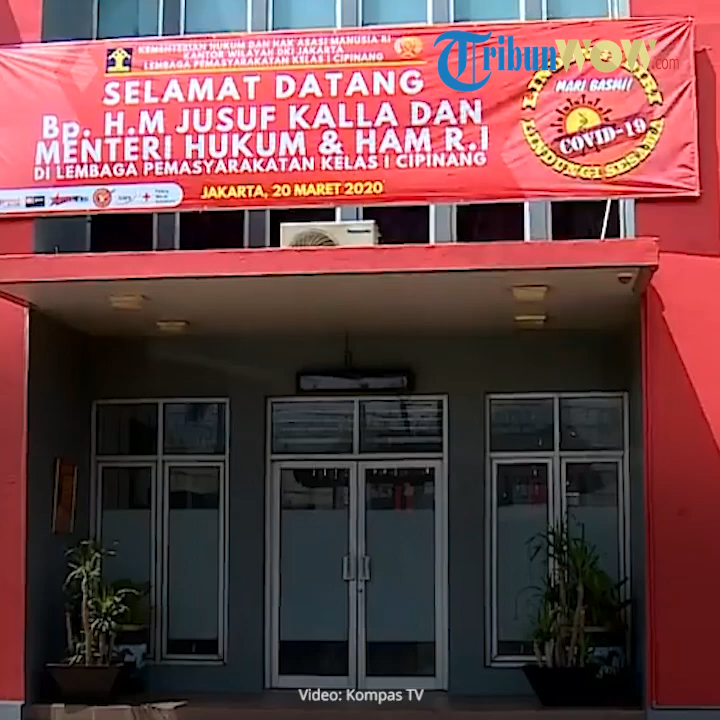 KEMENTERIAN HUKUM DAN HAK ASASI MANUSIA RI
KANTOR WILAYAH DKI JAKARTA
LEMBAGA PEMASYARAKATAN KELAS I CIPINANG
TribunWOW.com
SELAMAT DATANG
Bp. H.M JUSUF KALLA DAN
MENTERI HUKUM & HAM R.I
DI LEMBAGA PEMASYARAKATAN KELAS I CIPINANG
JAKARTA, 20 MARET 2020
MARI BASMI!
COVID-19
LINDUNGI SESAMA
Video: Kompas TV